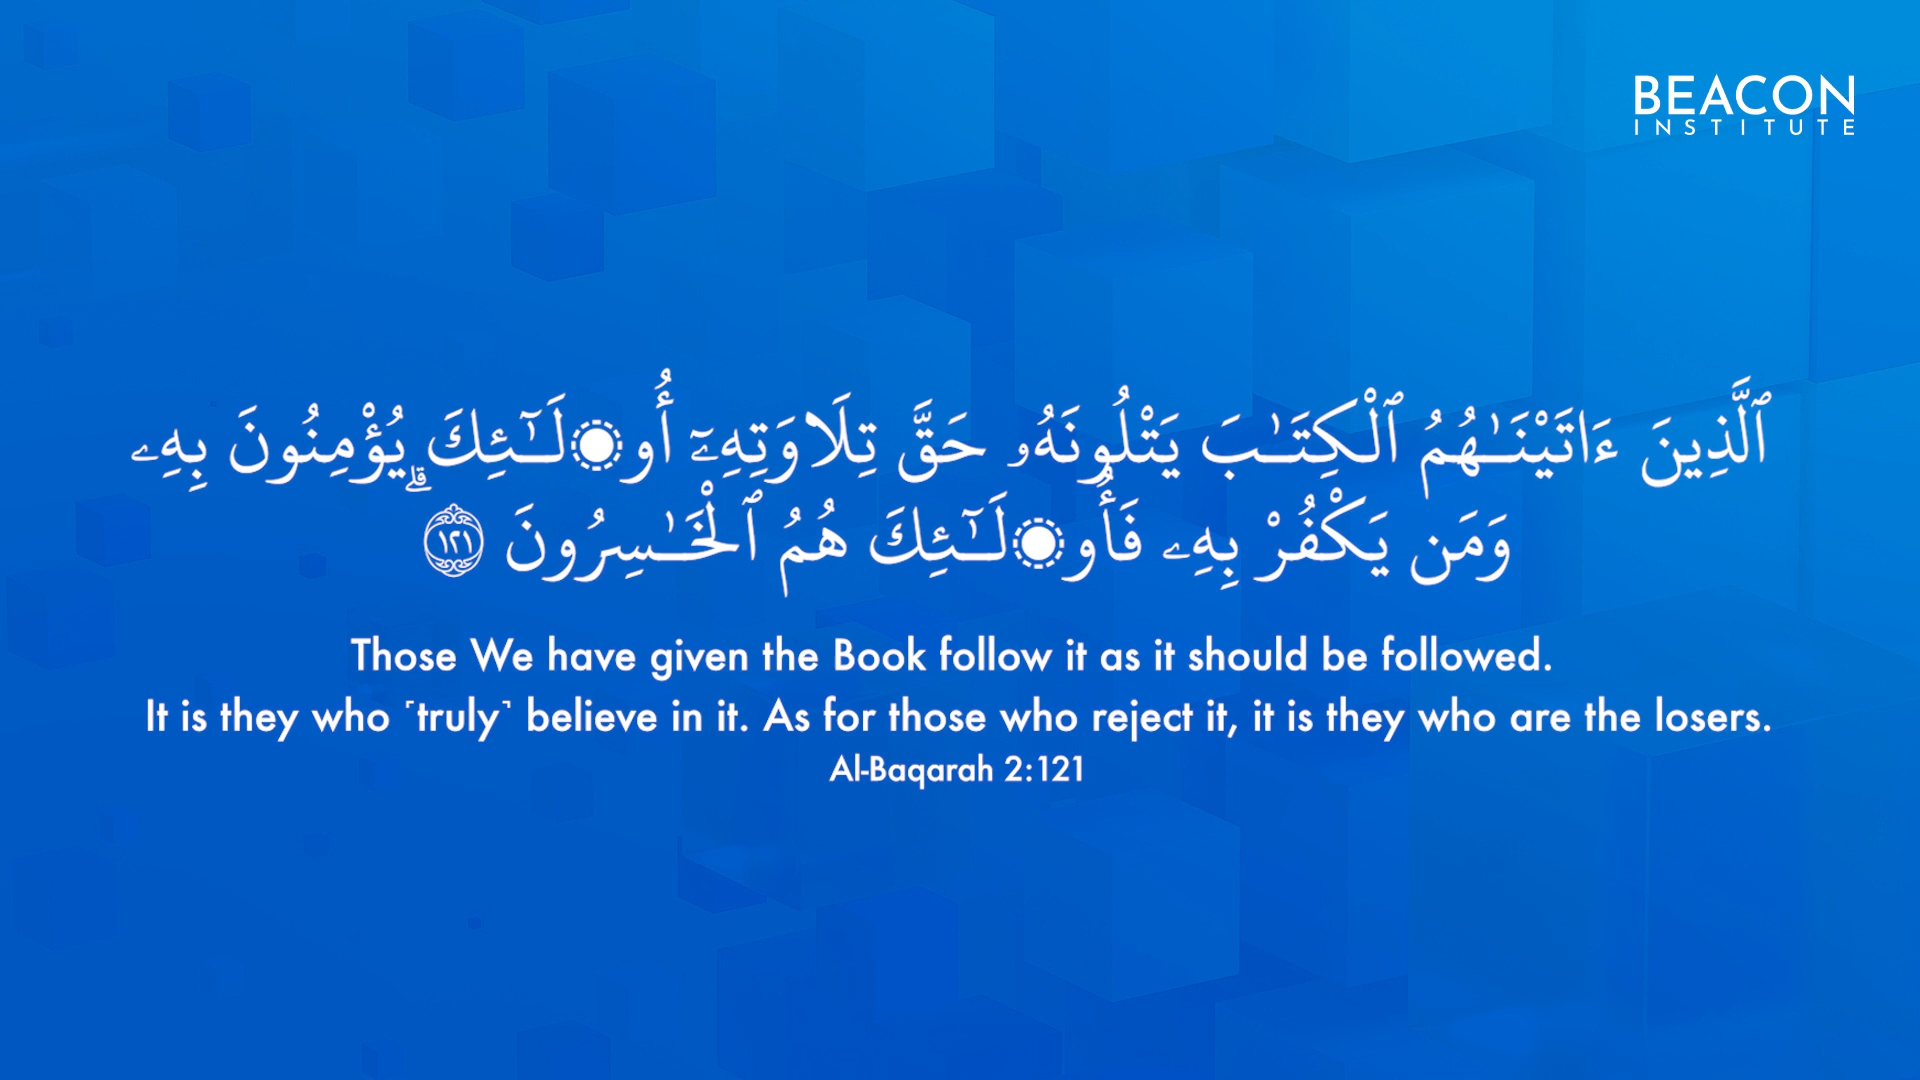 BEACON
INSTITUTE
ٱلَّذِينَ ءَاتَيْنَـٰهُمُ ٱلْكِتَـٰبَ يَتْلُونَهُۥ حَقَّ تِلَاوَتِهِۦٓ أُو۟لَـٰٓئِكَ يُؤْمِنُونَ بِهِۦ ۗ
وَمَن يَكْفُرْ بِهِۦ فَأُو۟لَـٰٓئِكَ هُمُ ٱلْخَـٰسِرُونَ ١٢١
Those We have given the Book follow it as it should be followed.
It is they who ˹truly˺ believe in it. As for those who reject it, it is they who are the losers.
Al-Baqarah 2:121